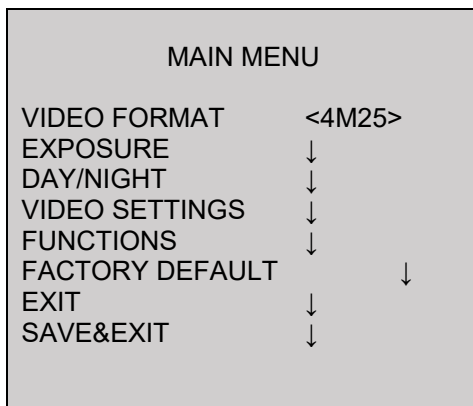 MAIN MENU
VIDEO FORMAT <4M25>
EXPOSURE ↓
DAY/NIGHT ↓
VIDEO SETTINGS ↓
FUNCTIONS ↓
FACTORY DEFAULT ↓
EXIT ↓
SAVE&EXIT ↓